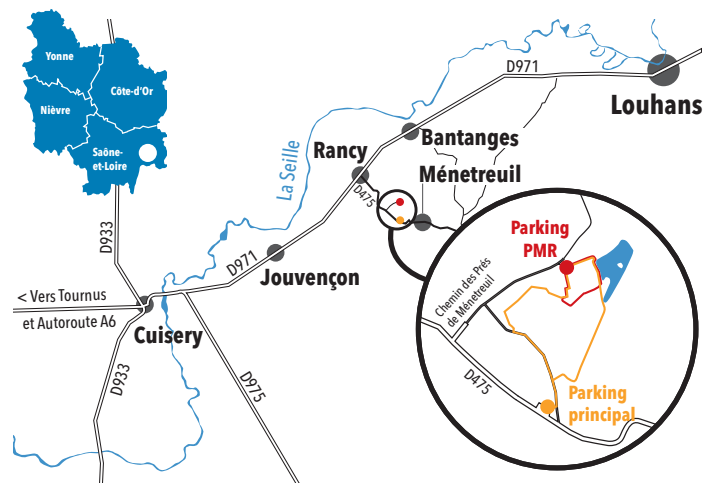 Yonne
Côte-d'Or
Nièvre
Saône-
et-Loire
D971
Louhans
Bantanges
Rancy
Ménetreuil
La Seille
D475
D933
D971
Jouvençon
< Vers Tournus
et Autoroute A6
Cuisery
D933
D975
Parking
PMR
Chemin des Prés
de Ménetreuil
D475
Parking
principal